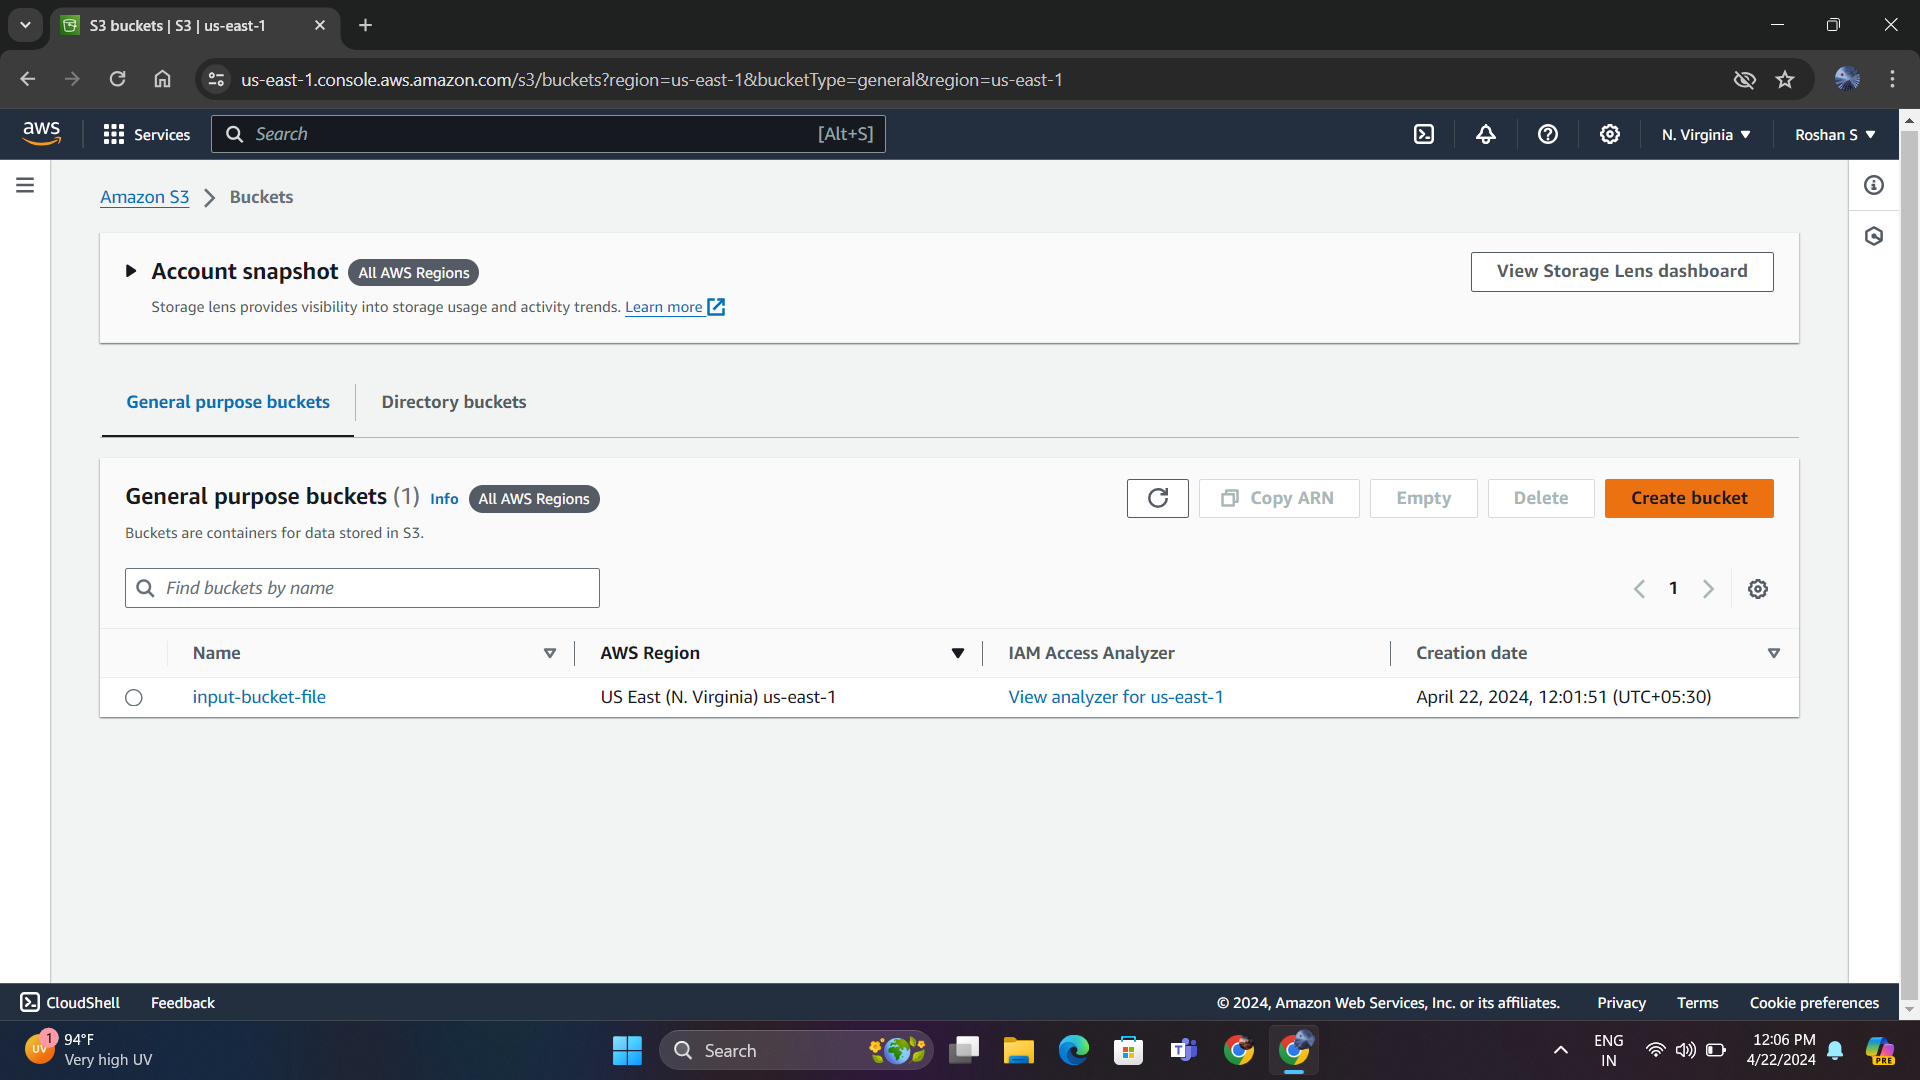 S3 buckets | S3 | us-east-1
us-east-1.console.aws.amazon.com/s3/buckets?region=us-east-1&bucketType=general&region=us-east-1
aws
Services
Search
[Alt+S]
N. Virginia
Roshan S
Amazon S3
Buckets
Account snapshot
All AWS Regions
Storage lens provides visibility into storage usage and activity trends. Learn more
View Storage Lens dashboard
General purpose buckets
Directory buckets
General purpose buckets (1) Info
All AWS Regions
Buckets are containers for data stored in S3.
Copy ARN
Empty
Delete
Create bucket
Find buckets by name
1
Name
AWS Region
IAM Access Analyzer
Creation date
input-bucket-file
US East (N. Virginia) us-east-1
View analyzer for us-east-1
April 22, 2024, 12:01:51 (UTC+05:30)
CloudShell
Feedback
© 2024, Amazon Web Services, Inc. or its affiliates.
Privacy
Terms
Cookie preferences
UV
1
94°F
Very high UV
Search
ENG
IN
12:06 PM
4/22/2024
PRE